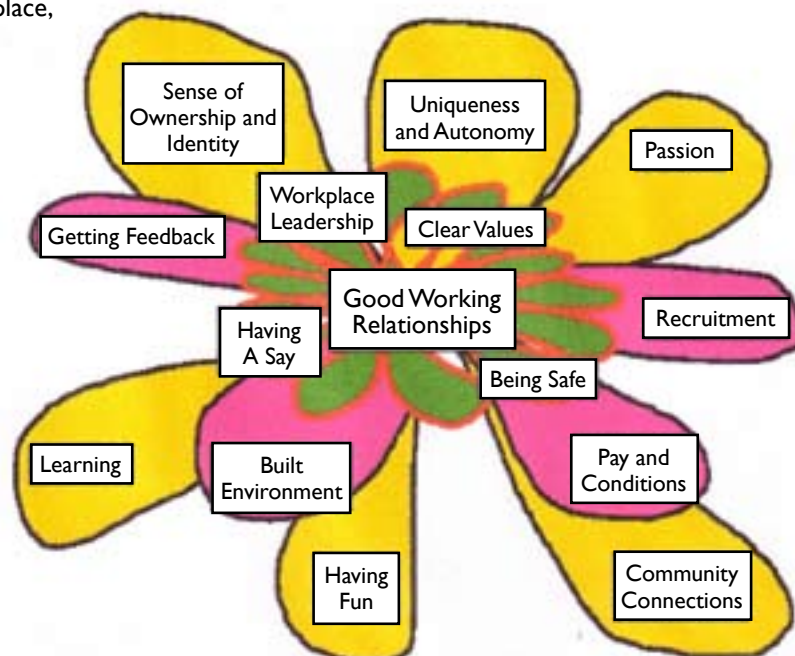 place,
Sense of
Ownership and
Identity
Uniqueness
and Autonomy
Passion
Workplace
Leadership
Clear Values
Getting Feedback
Good Working
Relationships
Recruitment
Having
A Say
Being Safe
Learning
Built
Environment
Pay and
Conditions
Having
Fun
Community
Connections